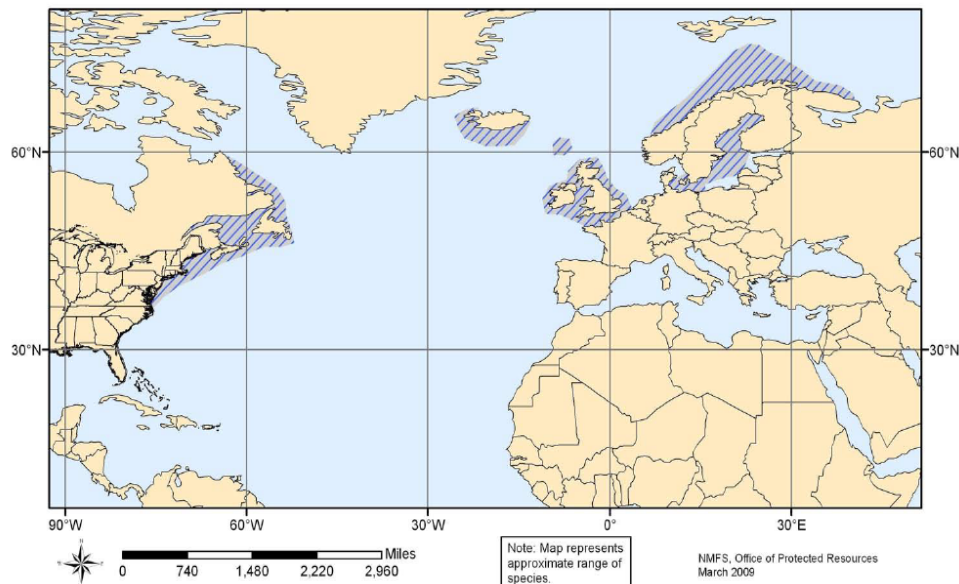 60°N
60°N
30°N
30°N
90°W
60°W
30°W
0°
30°E
Miles
0
740
1,480
2,220
2,960
Note: Map represents
approximate range of
species.
NMFS, Office of Protected Resources
March 2009